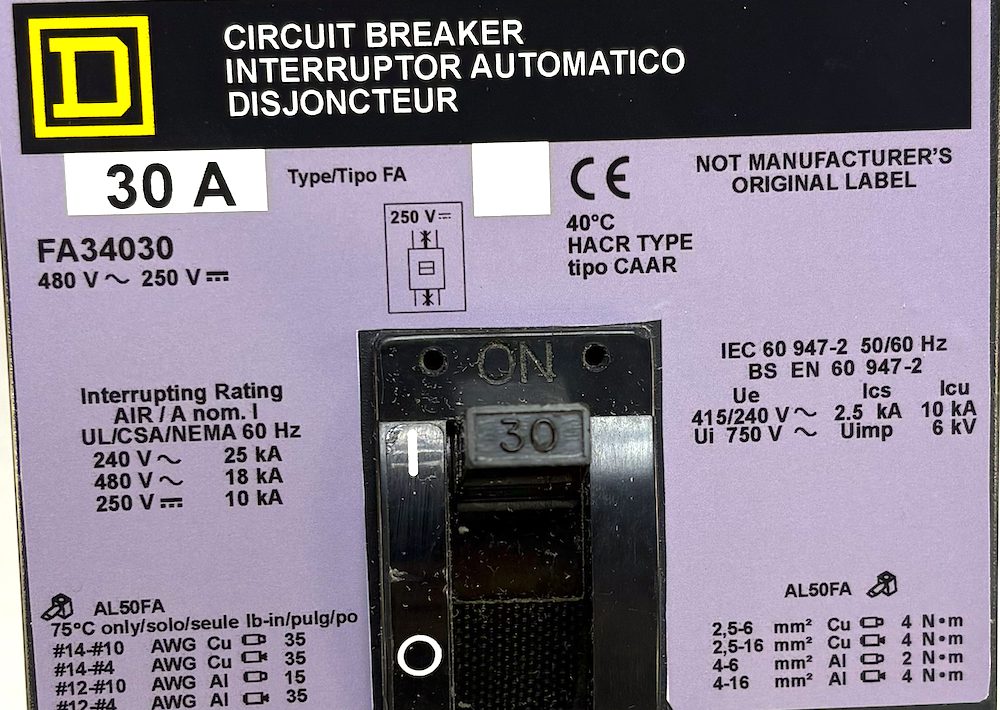 D
CIRCUIT BREAKER
INTERRUPTOR AUTOMATICO
DISJONCTEUR
30 A
Type/Tipo FA
CE
NOT MANUFACTURER'S
ORIGINAL LABEL
FA34030
480 V ~ 250 V⎓
250 V⎓
40°C
HACR TYPE
tipo CAAR
Interrupting Rating
AIR / A nom. I
UL/CSA/NEMA 60 Hz
240 V ~ 25 kA
480 V ~ 18 kA
250 V ⎓ 10 kA
ON
30
I
O
IEC 60 947-2 50/60 Hz
BS EN 60 947-2
Ue Ics Icu
415/240 V ~ 2.5 kA 10 kA
Ui 750 V ~ Uimp 6 kV
AL50FA
75°C only/solo/seule lb-in/pulg/po
#14-#10 AWG Cu 35
#14-#4 AWG Cu 35
#12-#10 AWG Al 15
#12-#4 AWG Al 35
AL50FA
2,5-6 mm² Cu 4 N•m
2,5-16 mm² Cu 4 N•m
4-6 mm² Al 2 N•m
4-16 mm² Al 4 N•m